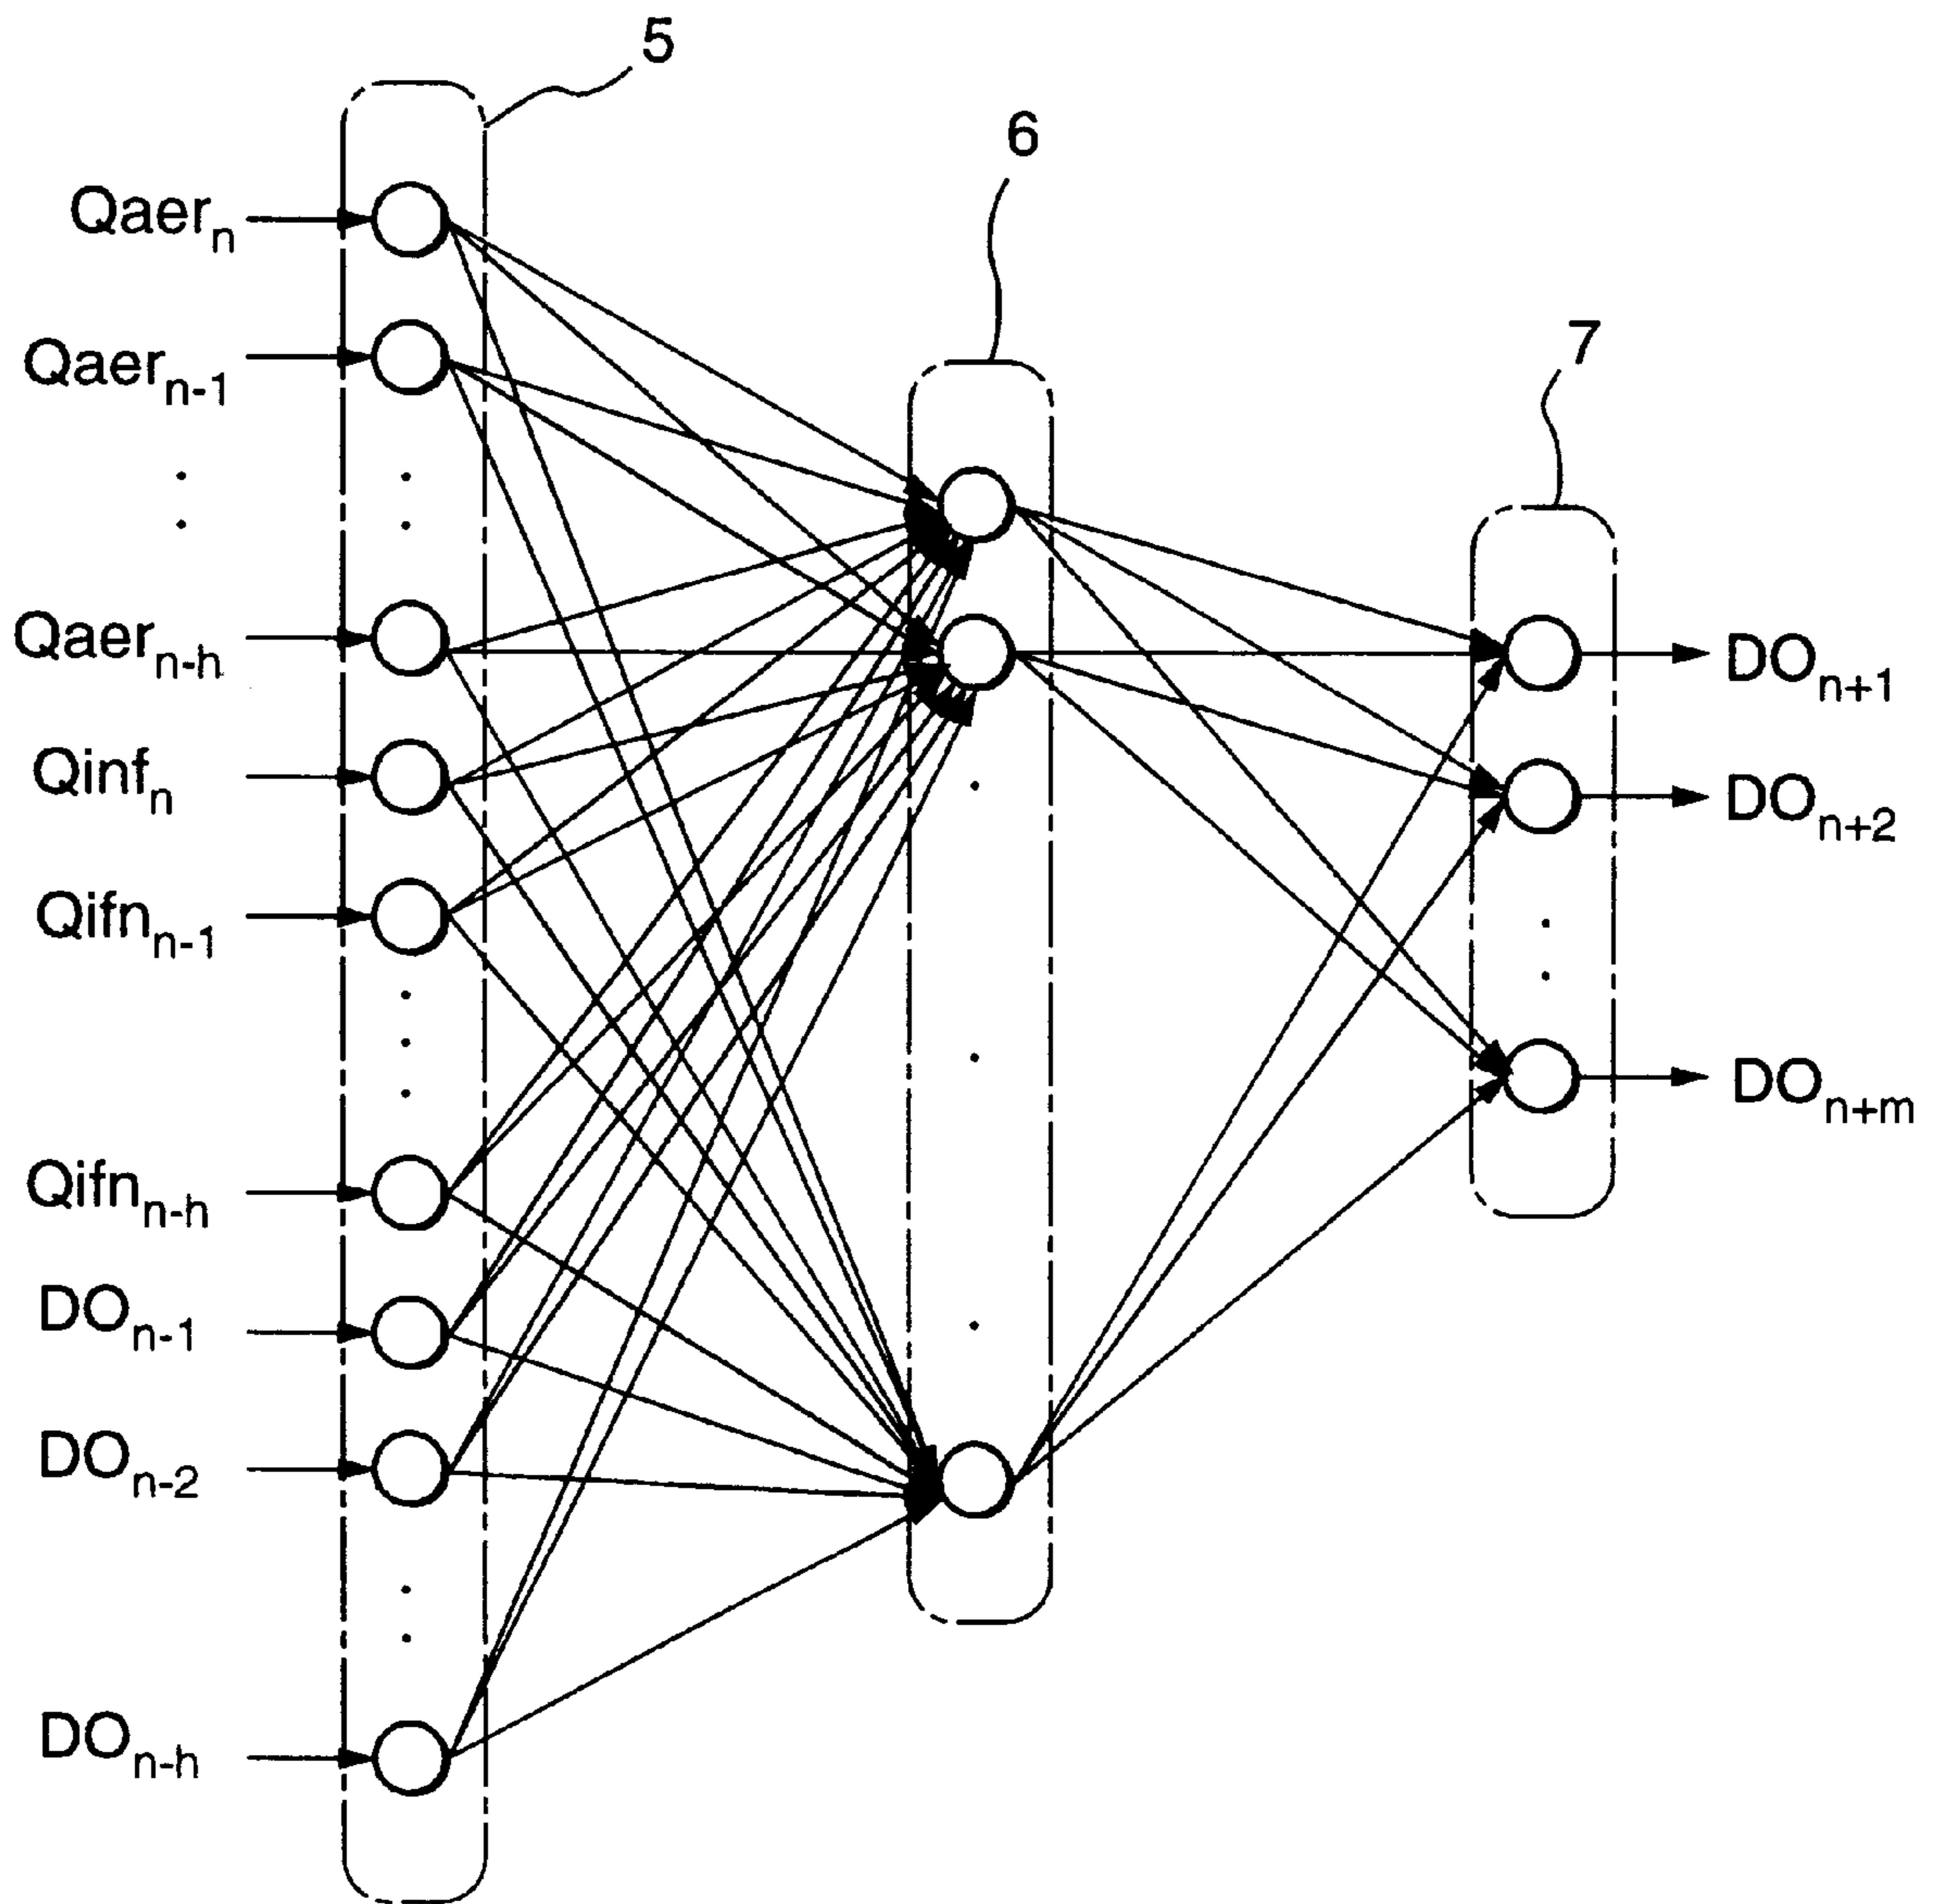 5
6
7
Qaer_n
Qaer_n-1
Qaer_n-h
Qinf_n
Qifn_n-1
Qifn_n-h
DO_n-1
DO_n-2
DO_n-h
DO_n+1
DO_n+2
DO_n+m